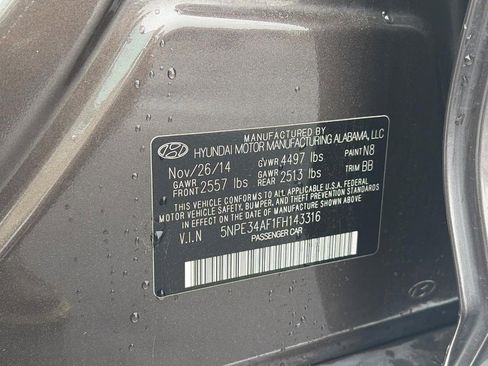 MANUFACTURED BY
HYUNDAI MOTOR MANUFACTURING ALABAMA, LLC
Nov/26/14 GVWR 4497 lbs PAINT N8
GAWR FRONT 2557 lbs GAWR REAR 2513 lbs TRIM BB
THIS VEHICLE CONFORMS TO ALL APPLICABLE U.S.A. FEDERAL
MOTOR VEHICLE SAFETY, BUMPER, AND THEFT PREVENTION STANDARDS
IN EFFECT ON THE DATE OF MANUFACTURE SHOWN ABOVE.
V.I.N 5NPE34AF1FH143316
PASSENGER CAR